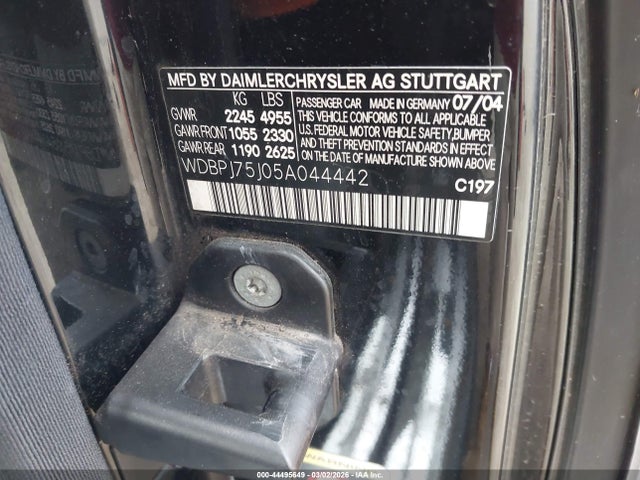 MFD BY DAIMLERCHRYSLER AG STUTTGART
KG LBS
GVWR 2245 4955
GAWR FRONT 1055 2330
GAWR REAR 1190 2625
PASSENGER CAR MADE IN GERMANY 07/04
THIS VEHICLE CONFORMS TO ALL APPLICABLE
U.S. FEDERAL MOTOR VEHICLE SAFETY, BUMPER
AND THEFT PREVENTION STANDARDS IN EFFECT
ON THE DATE OF MANUFACTURE SHOWN ABOVE
WDBPJ75J05A044442
C197
000-44495649 | 03/02/2026 | IAAI.COM